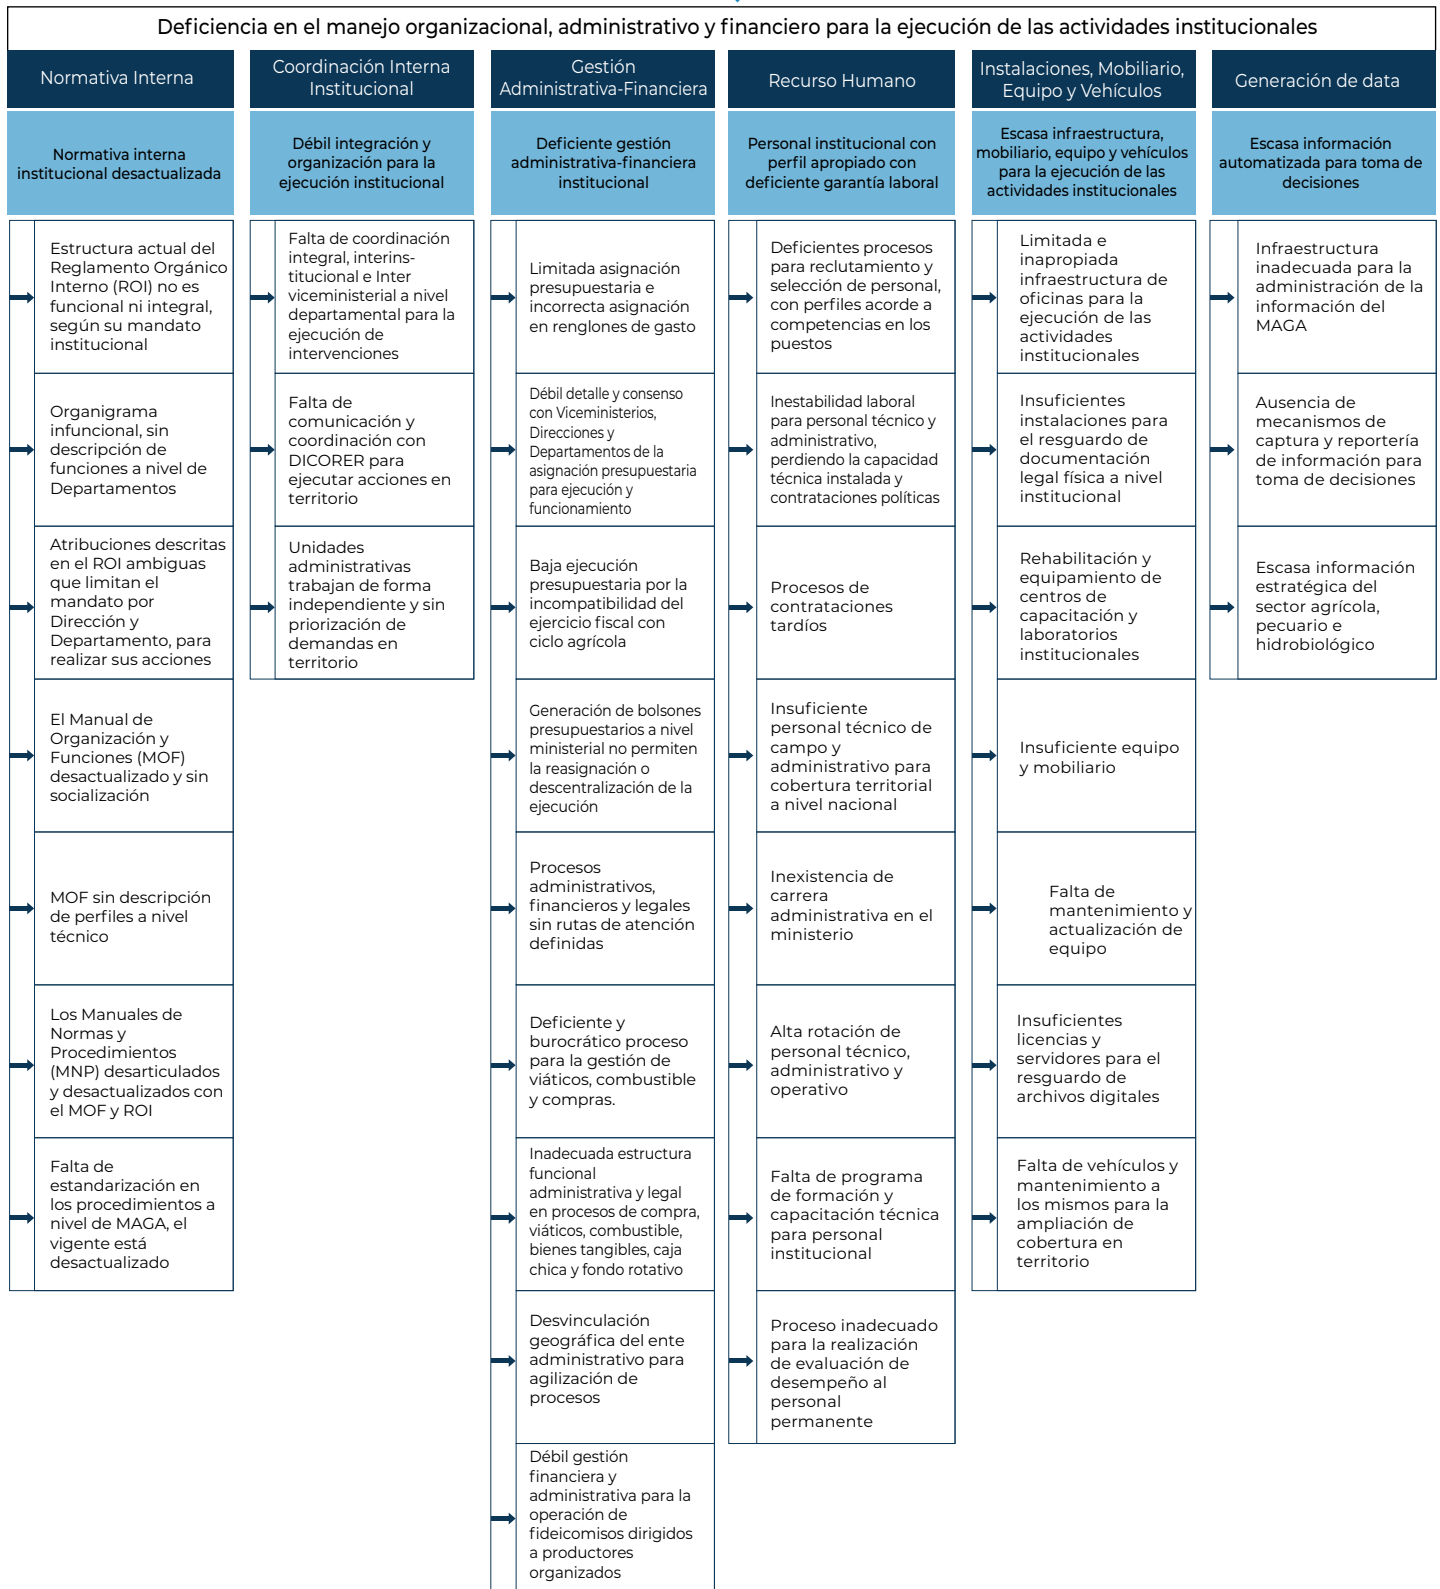 Deficiencia en el manejo organizacional, administrativo y financiero para la ejecución de las actividades institucionales
Normativa Interna
Normativa interna
institucional desactualizada
Estructura actual del
Reglamento Orgánico
Interno (ROI) no es
funcional ni integral,
según su mandato
institucional
Organigrama
infuncional, sin
descripción de
funciones a nivel de
Departamentos
Atribuciones descritas
en el ROI ambiguas
que limitan el
mandato por
Dirección y
Departamento, para
realizar sus acciones
El Manual de
Organización y
Funciones (MOF)
desactualizado y sin
socialización
MOF sin descripción
de perfiles a nivel
técnico
Los Manuales de
Normas y
Procedimientos
(MNP) desarticulados
y desactualizados con
el MOF y ROI
Falta de
estandarización en
los procedimientos a
nivel de MAGA, el
vigente está
desactualizado
Coordinación Interna
Institucional
Débil integración y
organización para la
ejecución institucional
Falta de coordinación
integral, interins-
titucional e Inter
viceministerial a nivel
departamental para la
ejecución de
intervenciones
Falta de
comunicación y
coordinación con
DICORER para
ejecutar acciones en
territorio
Unidades
administrativas
trabajan de forma
independiente y sin
priorización de
demandas en
territorio
Gestión
Administrativa-Financiera
Deficiente gestión
administrativa-financiera
institucional
Limitada asignación
presupuestaria e
incorrecta asignación
en renglones de gasto
Débil detalle y consenso
con Viceministerios,
Direcciones y
Departamentos de la
asignación presupuestaria
para ejecución y
funcionamiento
Baja ejecución
presupuestaria por la
incompatibilidad del
ejercicio fiscal con
ciclo agrícola
Generación de bolsones
presupuestarios a nivel
ministerial no permiten
la reasignación o
descentralización de la
ejecución
Procesos
administrativos,
financieros y legales
sin rutas de atención
definidas
Deficiente y
burocrático proceso
para la gestión de
viáticos, combustible
y compras.
Inadecuada estructura
funcional
administrativa y legal
en procesos de compra,
viáticos, combustible,
bienes tangibles, caja
chica y fondo rotativo
Desvinculación
geográfica del ente
administrativo para
agilización de
procesos
Débil gestión
financiera y
administrativa para la
operación de
fideicomisos dirigidos
a productores
organizados
Recurso Humano
Personal institucional con
perfil apropiado con
deficiente garantía laboral
Deficientes procesos
para reclutamiento y
selección de personal,
con perfiles acorde a
competencias en los
puestos
Inestabilidad laboral
para personal técnico y
administrativo,
perdiendo la capacidad
técnica instalada y
contrataciones políticas
Procesos de
contrataciones
tardíos
Insuficiente
personal técnico de
campo y
administrativo para
cobertura territorial
a nivel nacional
Inexistencia de
carrera
administrativa en el
ministerio
Alta rotación de
personal técnico,
administrativo y
operativo
Falta de programa
de formación y
capacitación técnica
para personal
institucional
Proceso inadecuado
para la realización
de evaluación de
desempeño al
personal
permanente
Instalaciones, Mobiliario,
Equipo y Vehículos
Escasa infraestructura,
mobiliario, equipo y vehículos
para la ejecución de las
actividades institucionales
Limitada e
inapropiada
infraestructura de
oficinas para la
ejecución de las
actividades
institucionales
Insuficientes
instalaciones para
el resguardo de
documentación
legal física a nivel
institucional
Rehabilitación y
equipamiento de
centros de
capacitación y
laboratorios
institucionales
Insuficiente equipo
y mobiliario
Falta de
mantenimiento y
actualización de
equipo
Insuficientes
licencias y
servidores para el
resguardo de
archivos digitales
Falta de vehículos y
mantenimiento a
los mismos para la
ampliación de
cobertura en
territorio
Generación de data
Escasa información
automatizada para toma de
decisiones
Infraestructura
inadecuada para la
administración de la
información del
MAGA
Ausencia de
mecanismos de
captura y reportería
de información para
toma de decisiones
Escasa información
estratégica del
sector agrícola,
pecuario e
hidrobiológico